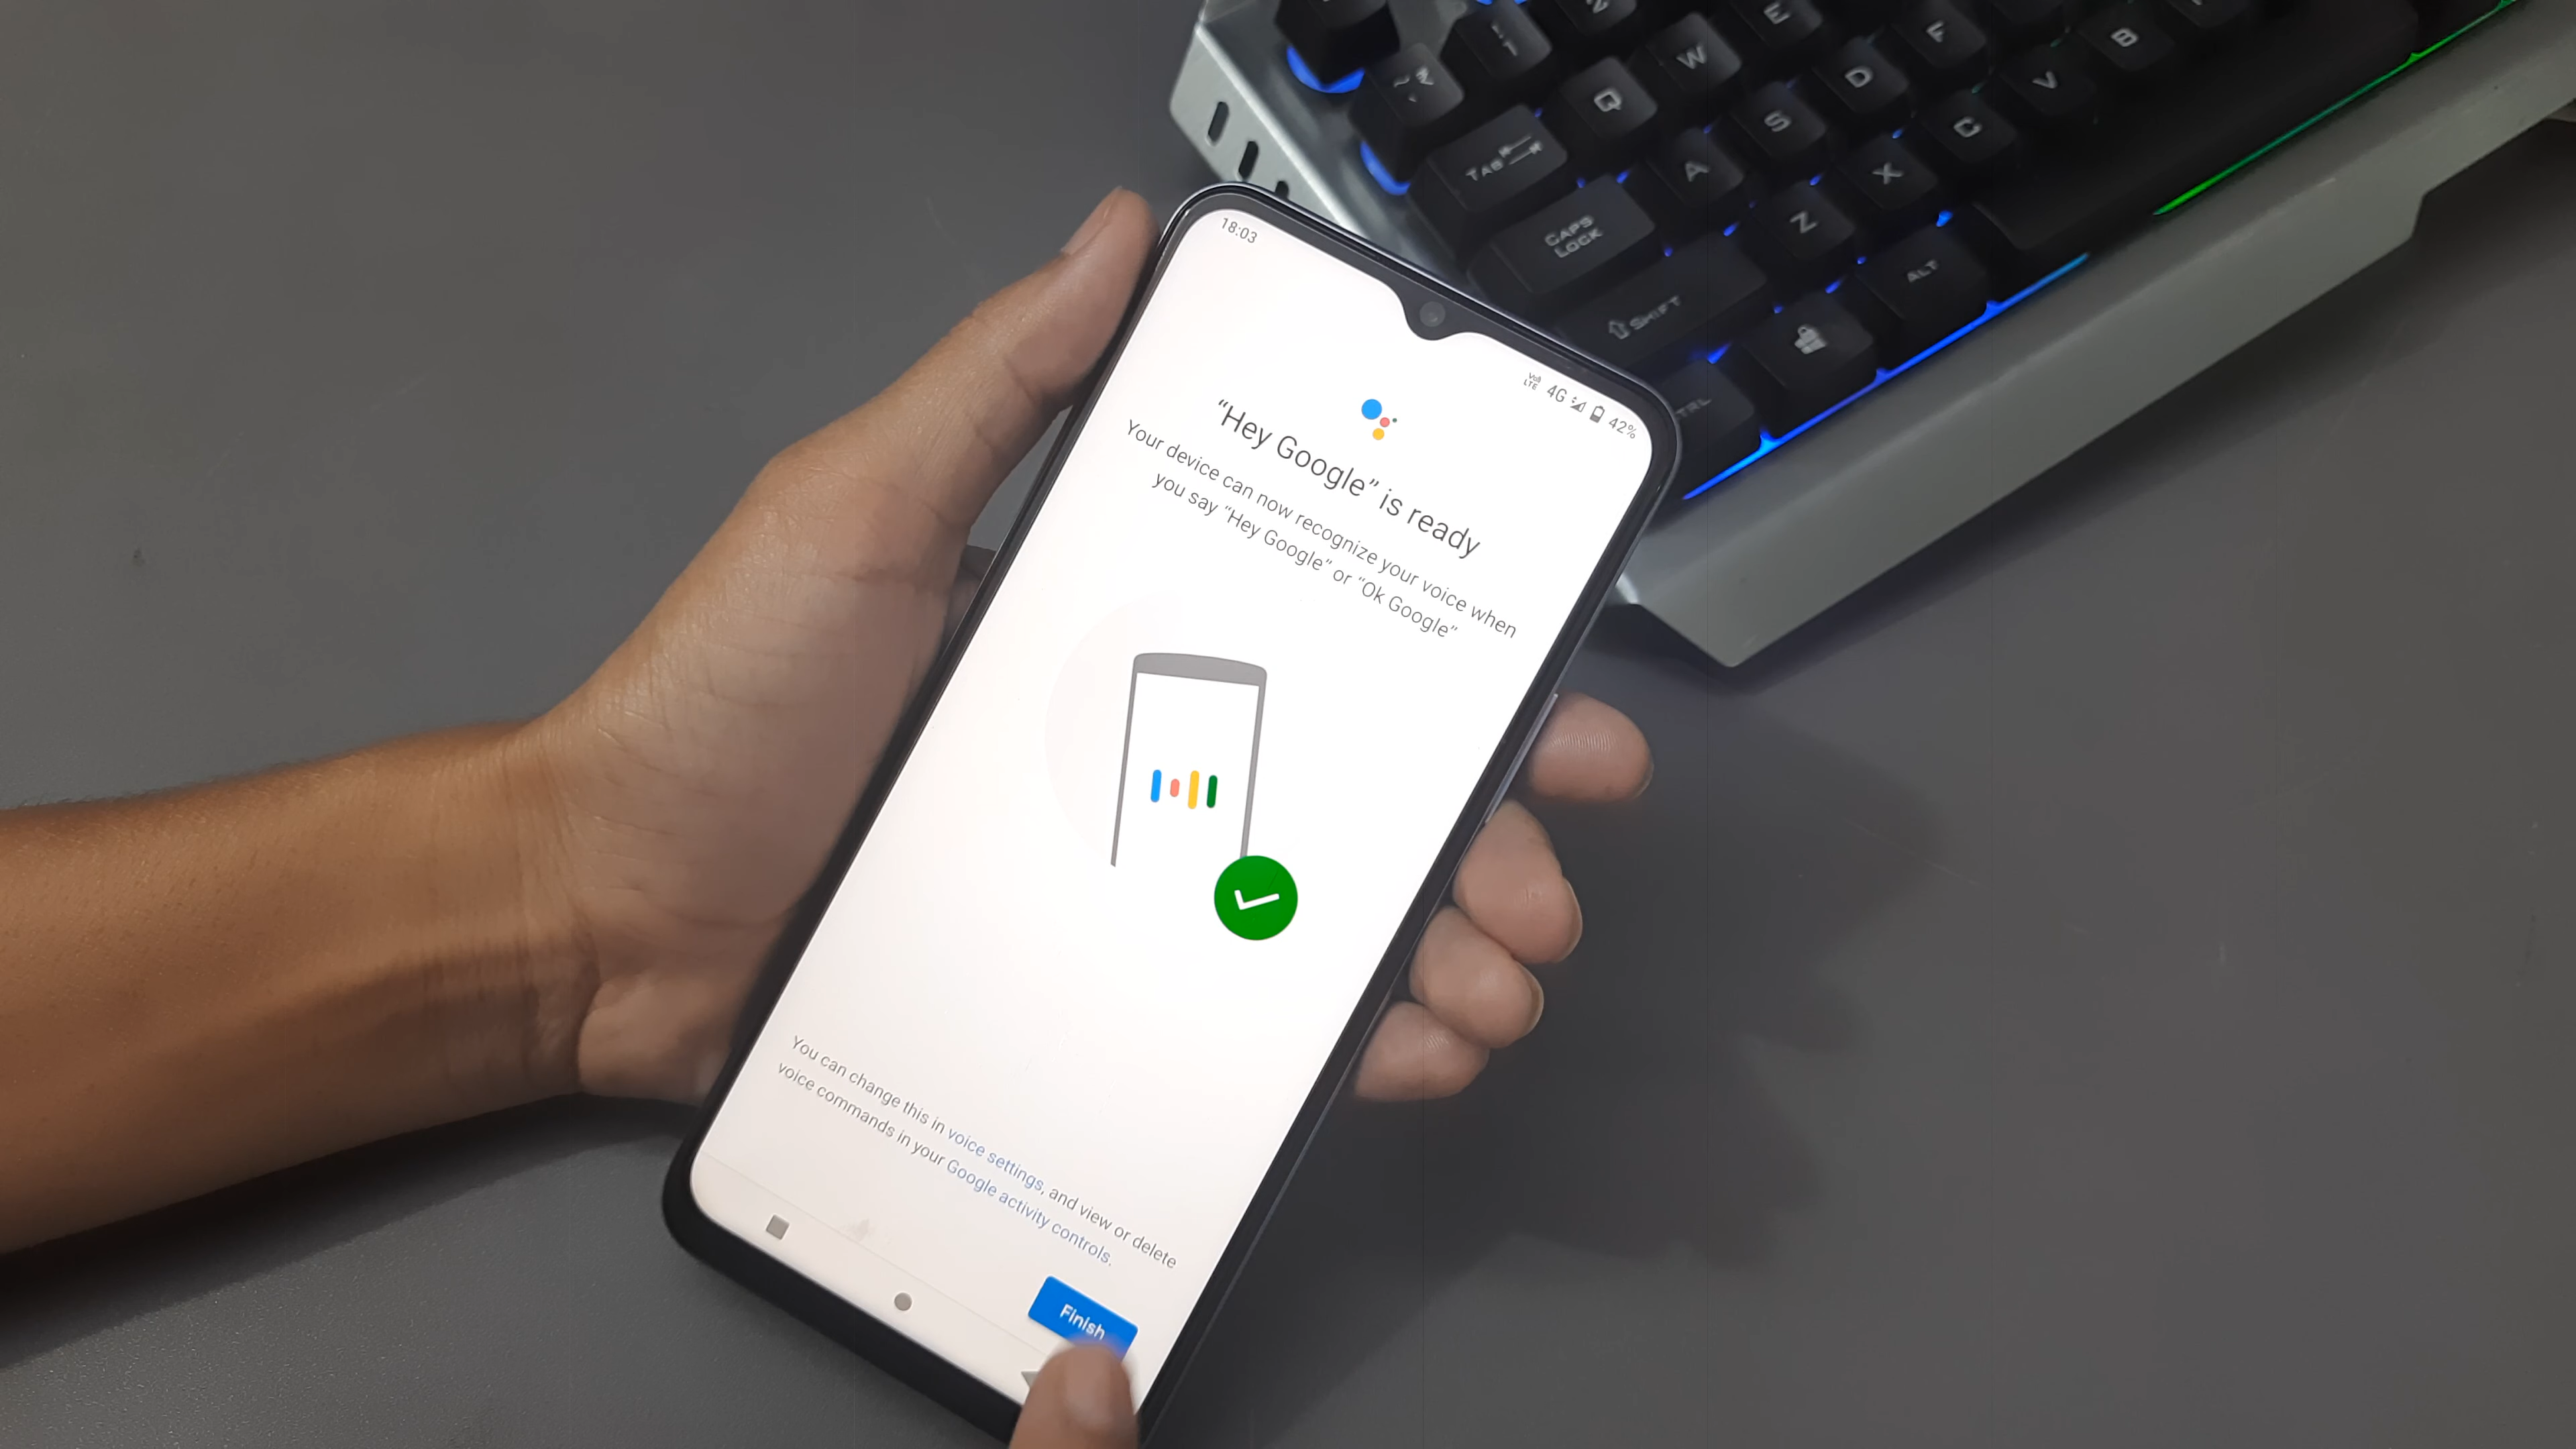 18:03
Vo)) LTE 4G 42%
“Hey Google” is ready
Your device can now recognize your voice when
you say “Hey Google” or “Ok Google”
You can change this in voice settings, and view or delete
voice commands in your Google activity controls.
Finish
~ ₹
TAB Q W E
CAPS LOCK A S D F
SHIFT Z X C V B
ALT